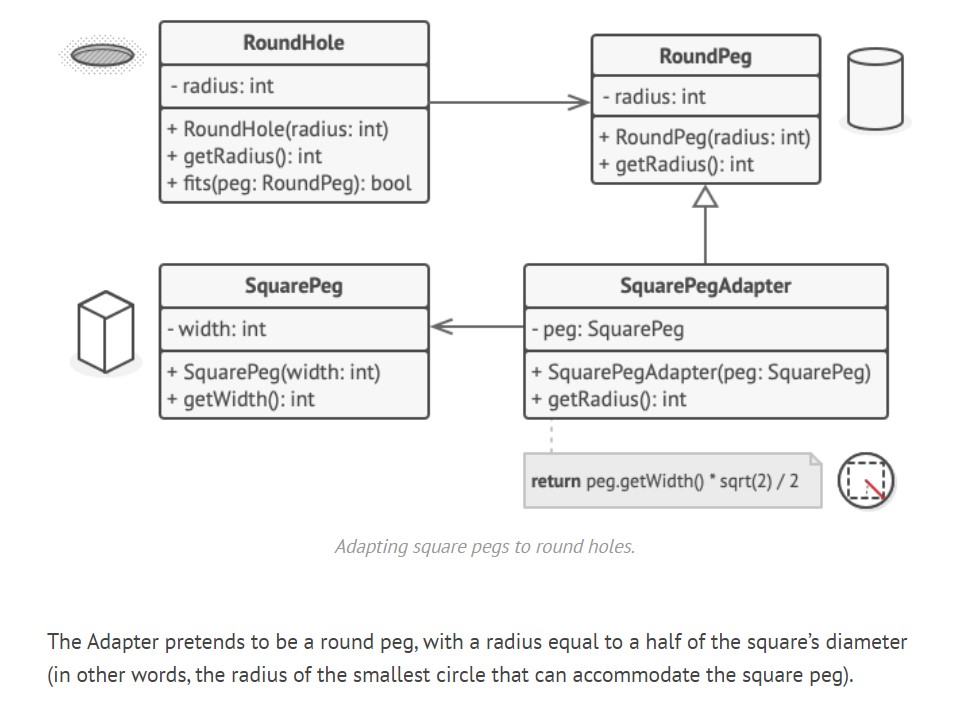 RoundHole
- radius: int
+ RoundHole(radius: int)
+ getRadius(): int
+ fits(peg: RoundPeg): bool
RoundPeg
- radius: int
+ RoundPeg(radius: int)
+ getRadius(): int
SquarePeg
- width: int
+ SquarePeg(width: int)
+ getWidth(): int
SquarePegAdapter
- peg: SquarePeg
+ SquarePegAdapter(peg: SquarePeg)
+ getRadius(): int
return peg.getWidth() * sqrt(2) / 2
Adapting square pegs to round holes.
The Adapter pretends to be a round peg, with a radius equal to a half of the square’s diameter
(in other words, the radius of the smallest circle that can accommodate the square peg).